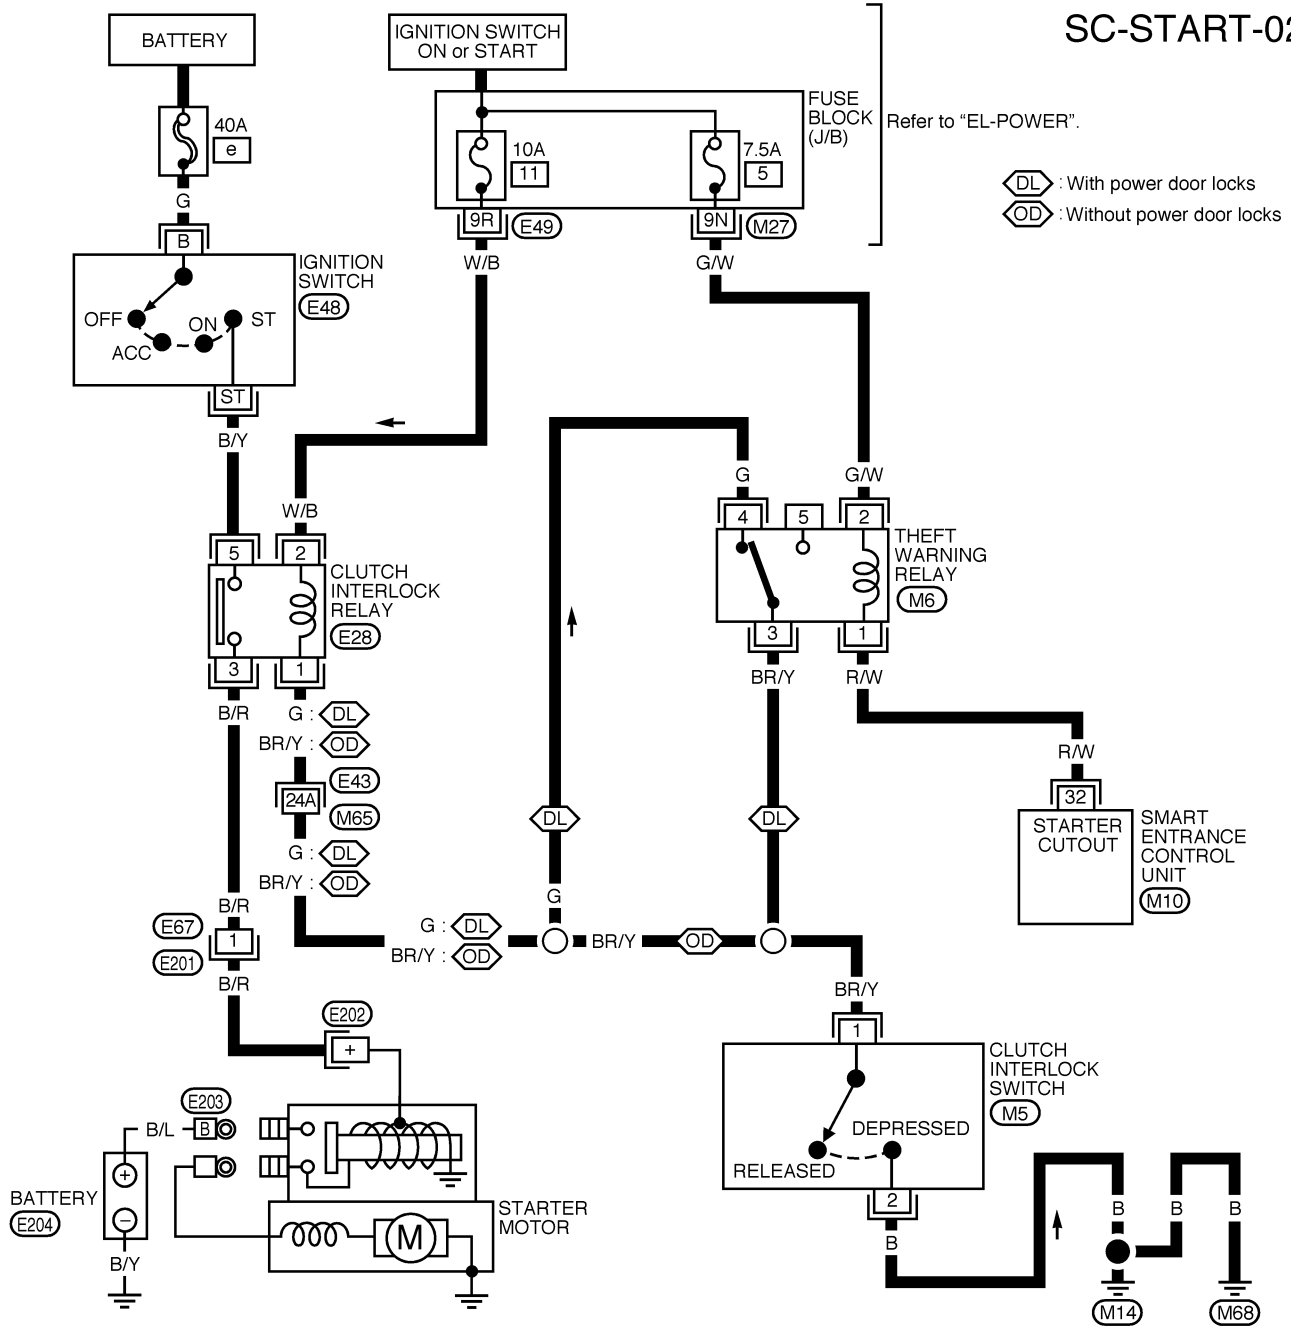 SC-START-02
BATTERY
IGNITION SWITCH
ON or START
40A
e
G
B
FUSE
BLOCK
(J/B)
10A
11
7.5A
5
9R
E49
9N
M27
Refer to “EL-POWER”.
DL : With power door locks
OD : Without power door locks
W/B
G/W
IGNITION
SWITCH
E48
OFF
ACC
ON
ST
ST
B/Y
W/B
G
G/W
5
2
CLUTCH
INTERLOCK
RELAY
E28
3
1
4
5
2
THEFT
WARNING
RELAY
M6
3
1
B/R
G : DL
BR/Y : OD
E43
24A
M65
G : DL
BR/Y : OD
BR/Y
R/W
R/W
32
STARTER
CUTOUT
SMART
ENTRANCE
CONTROL
UNIT
M10
DL
DL
G
B/R
E67
1
E201
B/R
G : DL
BR/Y : OD
BR/Y
OD
BR/Y
E202
+
1
CLUTCH
INTERLOCK
SWITCH
M5
DEPRESSED
RELEASED
2
B
E203
B/L
B
BATTERY
E204
+
−
B/Y
STARTER
MOTOR
M
B
B
B
M14
M68